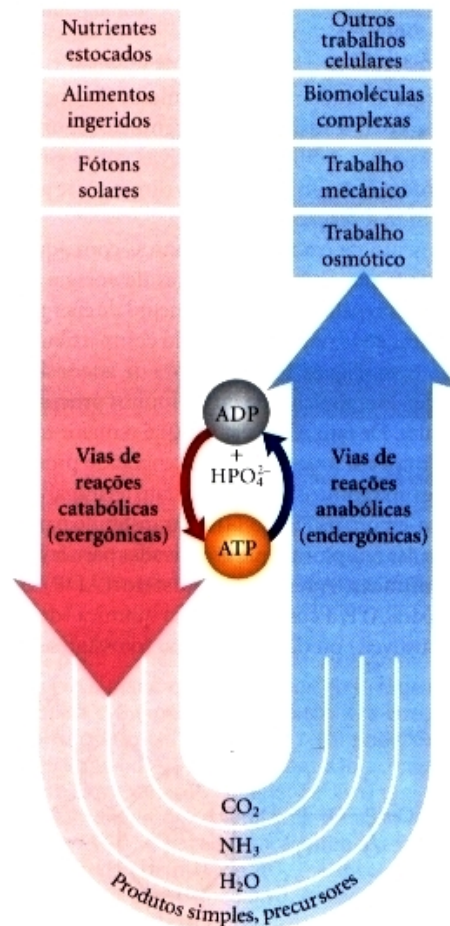 Nutrientes
estocados
Alimentos
ingeridos
Fótons
solares
Outros
trabalhos
celulares
Biomoléculas
complexas
Trabalho
mecânico
Trabalho
osmótico
ADP
+
HPO₄²⁻
ATP
Vias de
reações
catabólicas
(exergônicas)
Vias de
reações
anabólicas
(endergônicas)
CO₂
NH₃
H₂O
Produtos simples, precursores